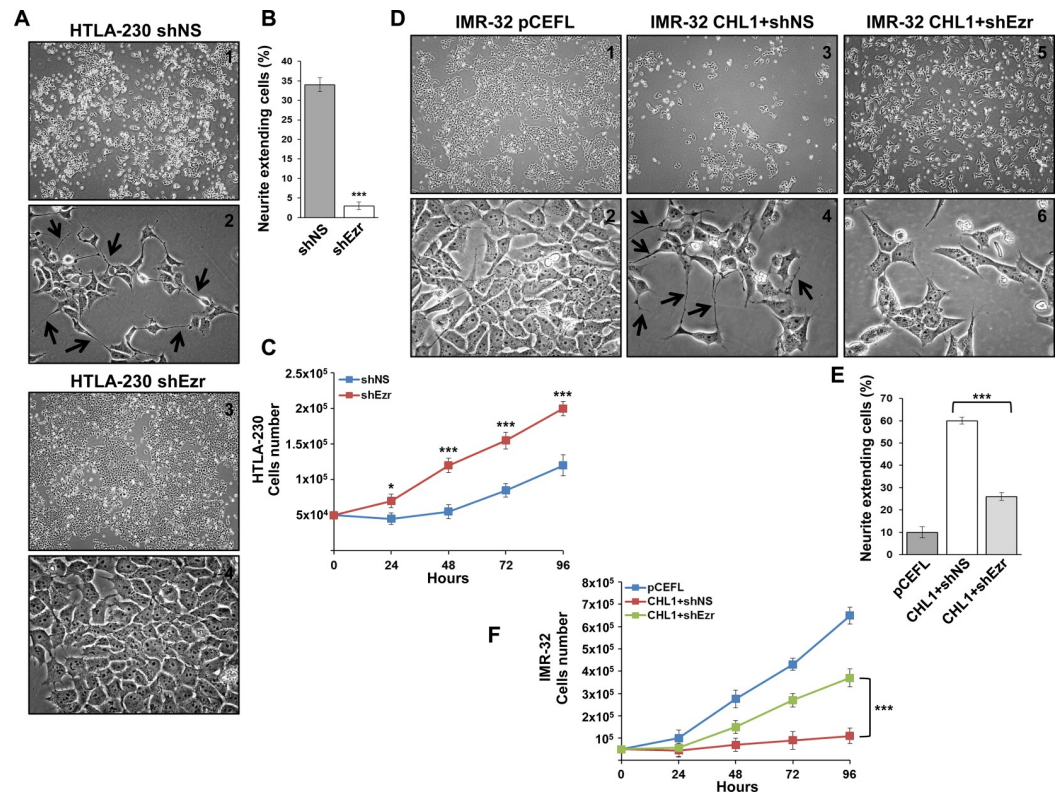 A
HTLA-230 shNS
1
2
HTLA-230 shEzr
3
4
B
Neurite extending cells (%)
40
35
30
25
20
15
10
5
0
***
shNS
shEzr
C
HTLA-230
Cells number
2.5x10⁵
2x10⁵
1.5x10⁵
1x10⁵
5x10⁴
shNS
shEzr
*
***
***
***
0 24 48 72 96
Hours
D
IMR-32 pCEFL
IMR-32 CHL1+shNS
IMR-32 CHL1+shEzr
1
3
5
2
4
6
E
Neurite extending cells (%)
70
60
50
40
30
20
10
0
***
pCEFL
CHL1+shNS
CHL1+shEzr
F
IMR-32
Cells number
8x10⁵
7x10⁵
6x10⁵
5x10⁵
4x10⁵
3x10⁵
2x10⁵
10⁵
pCEFL
CHL1+shNS
CHL1+shEzr
***
0 24 48 72 96
Hours